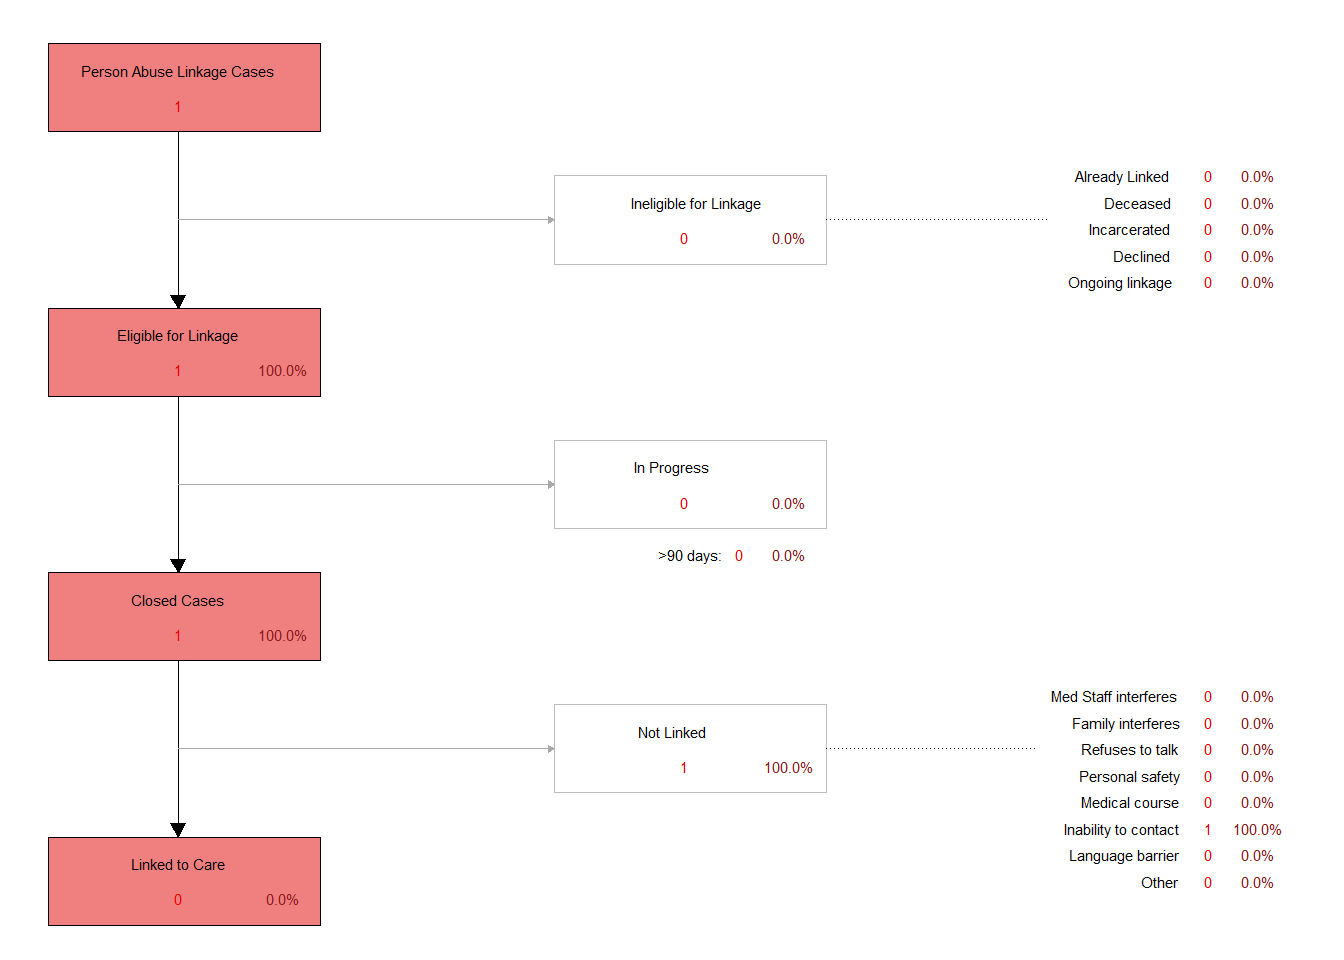 Person Abuse Linkage Cases
1
Ineligible for Linkage
0 0.0%
Already Linked 0 0.0%
Deceased 0 0.0%
Incarcerated 0 0.0%
Declined 0 0.0%
Ongoing linkage 0 0.0%
Eligible for Linkage
1 100.0%
In Progress
0 0.0%
>90 days: 0 0.0%
Closed Cases
1 100.0%
Not Linked
1 100.0%
Med Staff interferes 0 0.0%
Family interferes 0 0.0%
Refuses to talk 0 0.0%
Personal safety 0 0.0%
Medical course 0 0.0%
Inability to contact 1 100.0%
Language barrier 0 0.0%
Other 0 0.0%
Linked to Care
0 0.0%